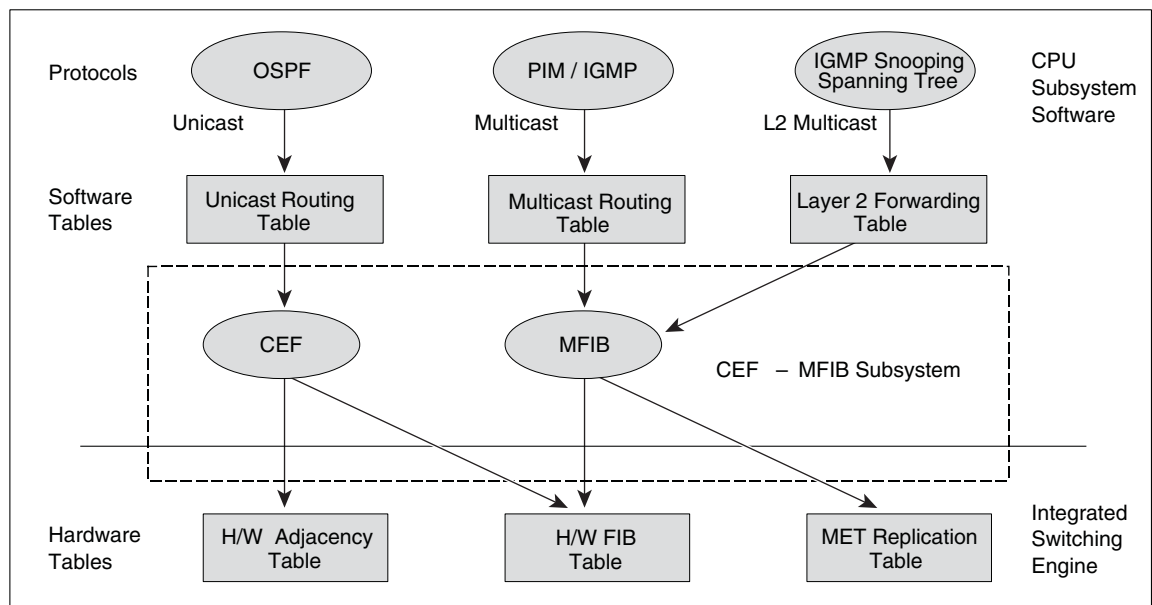 Protocols
OSPF
PIM / IGMP
IGMP Snooping
Spanning Tree
CPU
Subsystem
Software
Unicast
Multicast
L2 Multicast
Software
Tables
Unicast Routing
Table
Multicast Routing
Table
Layer 2 Forwarding
Table
CEF
MFIB
CEF – MFIB Subsystem
Hardware
Tables
H/W Adjacency
Table
H/W FIB
Table
MET Replication
Table
Integrated
Switching
Engine